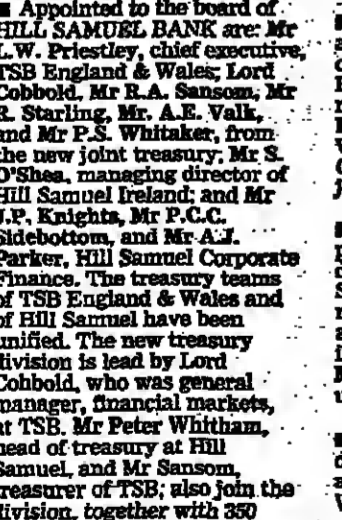 ■ Appointed to the board of
HILL SAMUEL BANK are: Mr
L.W. Priestley, chief executive,
TSB England & Wales; Lord
Cobbold, Mr R.A. Sansom, Mr
R. Starling, Mr. A.E. Valk,
and Mr P.S. Whitaker, from
the new joint treasury; Mr S.
O'Shea, managing director of
Hill Samuel Ireland; and Mr
J.P. Knights, Mr P.C.C.
Sidebottom, and Mr A.J.
Parker, Hill Samuel Corporate
Finance. The treasury teams
of TSB England & Wales and
of Hill Samuel have been
unified. The new treasury
division is lead by Lord
Cobbold, who was general
manager, financial markets,
at TSB. Mr Peter Whitham,
head of treasury at Hill
Samuel, and Mr Sansom,
treasurer of TSB; also join the
division, together with 350